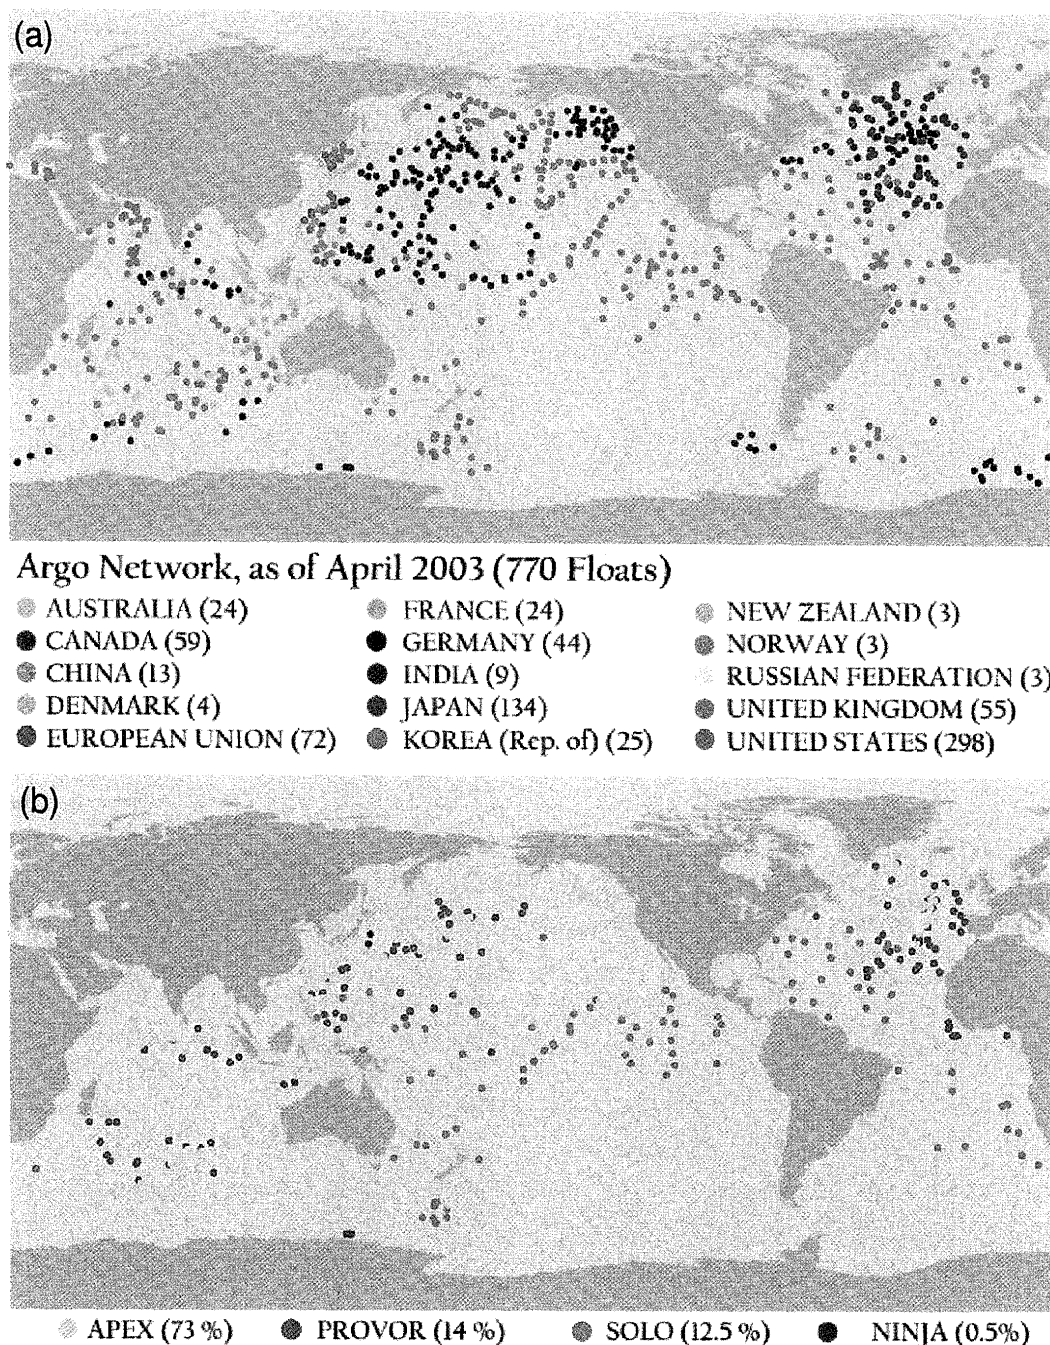 (a)
Argo Network, as of April 2003 (770 Floats)
AUSTRALIA (24) FRANCE (24) NEW ZEALAND (3)
CANADA (59) GERMANY (44) NORWAY (3)
CHINA (13) INDIA (9) RUSSIAN FEDERATION (3)
DENMARK (4) JAPAN (134) UNITED KINGDOM (55)
EUROPEAN UNION (72) KOREA (Rep. of) (25) UNITED STATES (298)
(b)
APEX (73 %) PROVOR (14 %) SOLO (12.5 %) NINJA (0.5%)